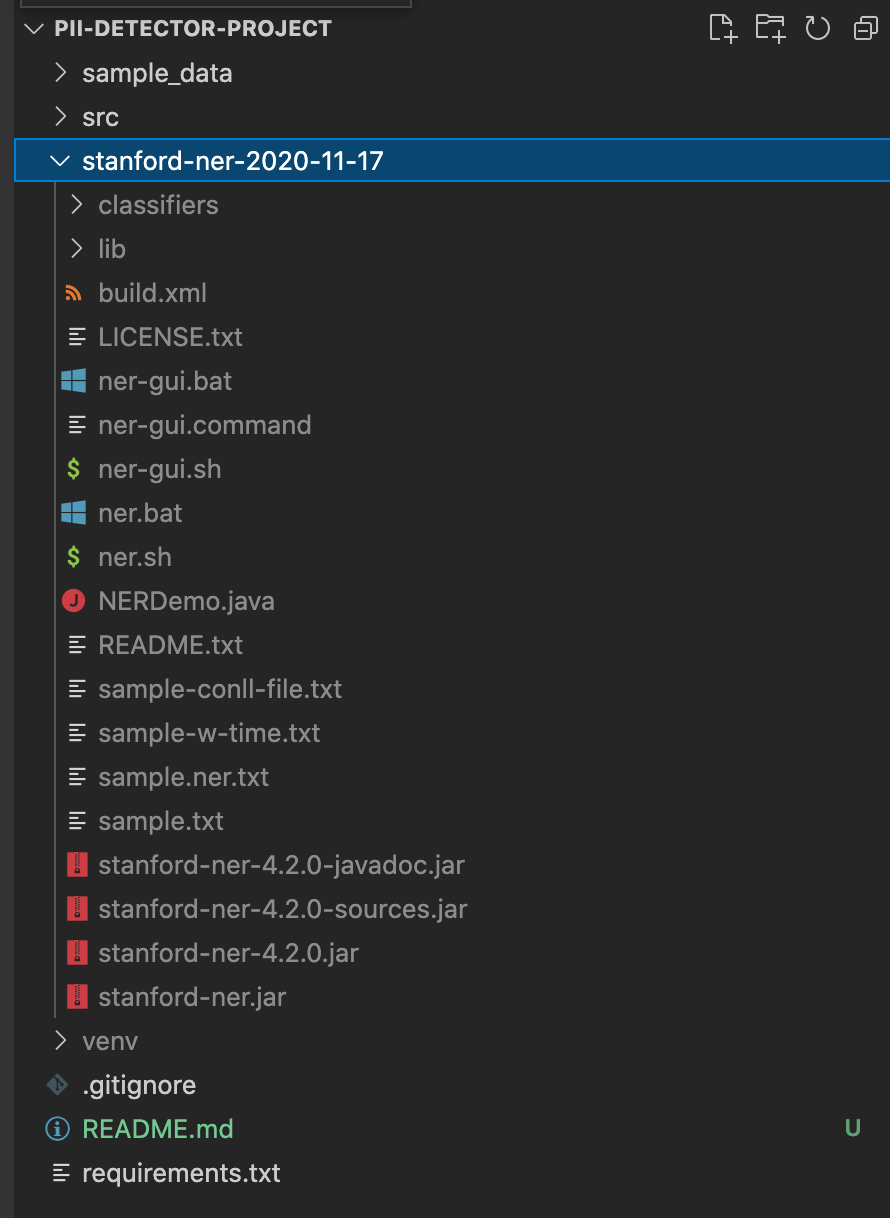 PII-DETECTOR-PROJECT
sample_data
src
stanford-ner-2020-11-17
classifiers
lib
build.xml
LICENSE.txt
ner-gui.bat
ner-gui.command
$ ner-gui.sh
ner.bat
$ ner.sh
J NERDemo.java
README.txt
sample-conll-file.txt
sample-w-time.txt
sample.ner.txt
sample.txt
stanford-ner-4.2.0-javadoc.jar
stanford-ner-4.2.0-sources.jar
stanford-ner-4.2.0.jar
stanford-ner.jar
venv
.gitignore
README.md U
requirements.txt